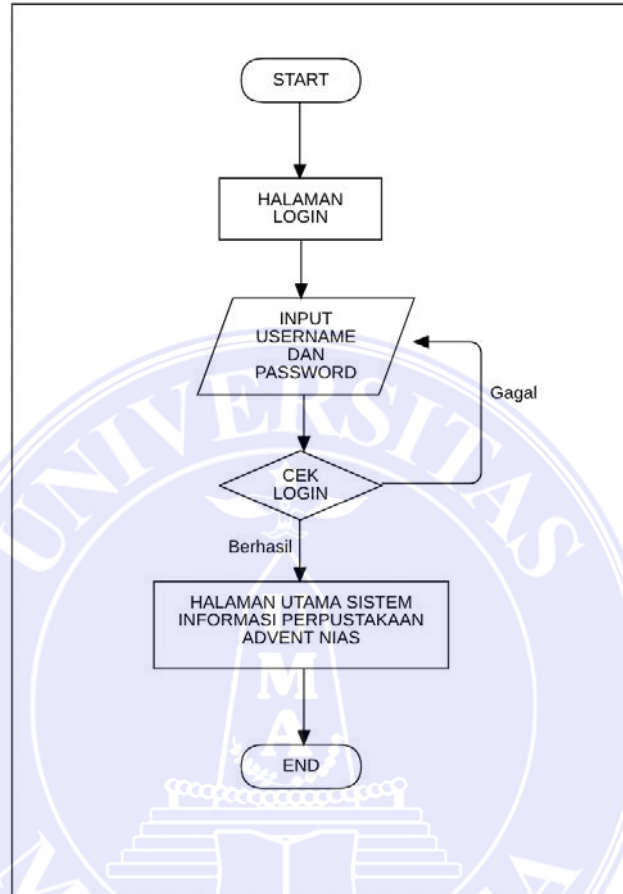 START
HALAMAN
LOGIN
INPUT
USERNAME
DAN
PASSWORD
Gagal
CEK
LOGIN
Berhasil
HALAMAN UTAMA SISTEM
INFORMASI PERPUSTAKAAN
ADVENT NIAS
END
UNIVERSITAS
M
A